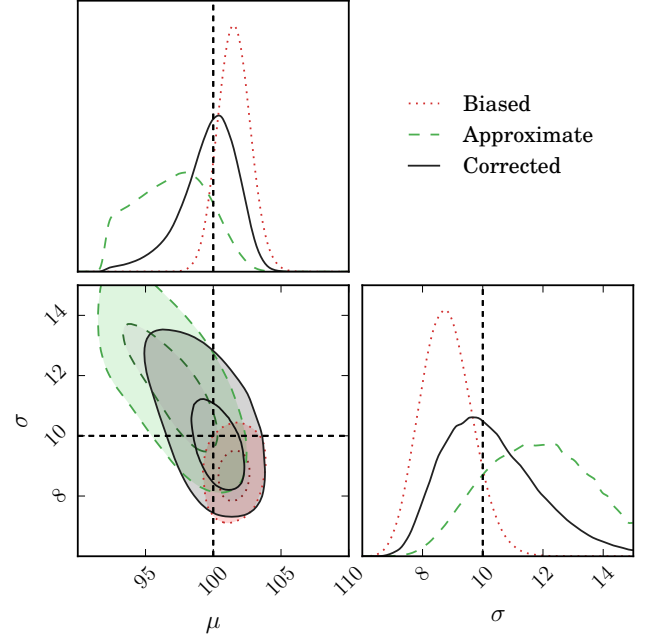 Biased
Approximate
Corrected
14
12
10
8
σ
95
100
105
110
μ
8
10
12
14
σ